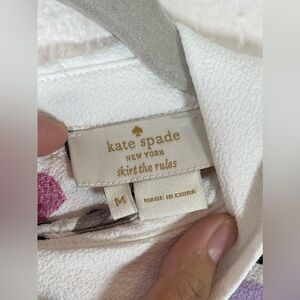 kate spade
NEW YORK
skirt the rules
M
MADE IN CHINA